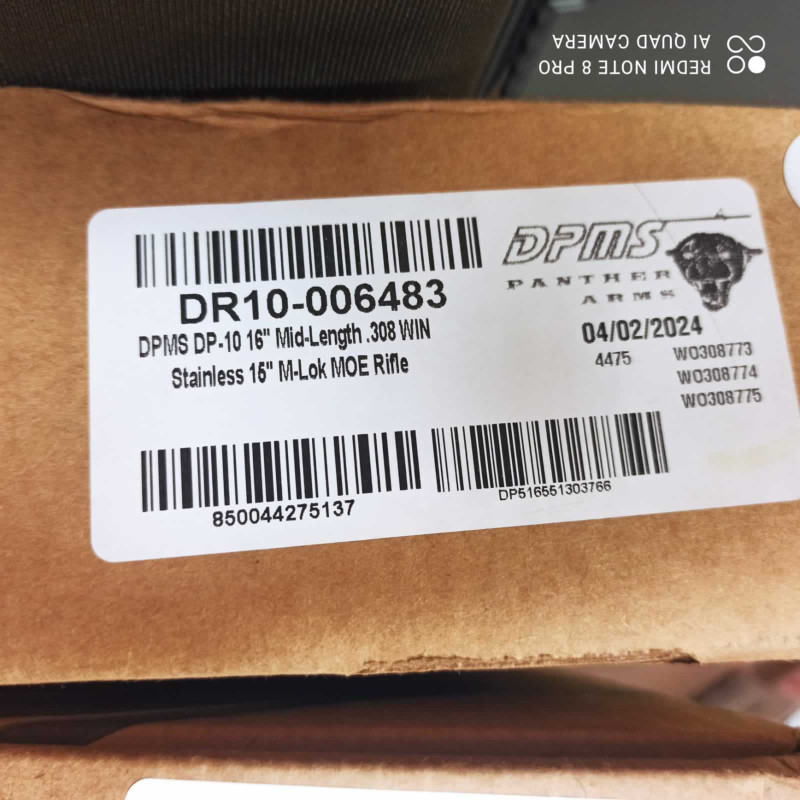 DR10-006483
DPMS DP-10 16" Mid-Length .308 WIN
Stainless 15" M-Lok MOE Rifle
850044275137
DPMS
PANTHER
ARMS
04/02/2024
4475
WO308773
WO308774
WO308775
DP516551303766
REDMI NOTE 8 PRO
AI QUAD CAMERA